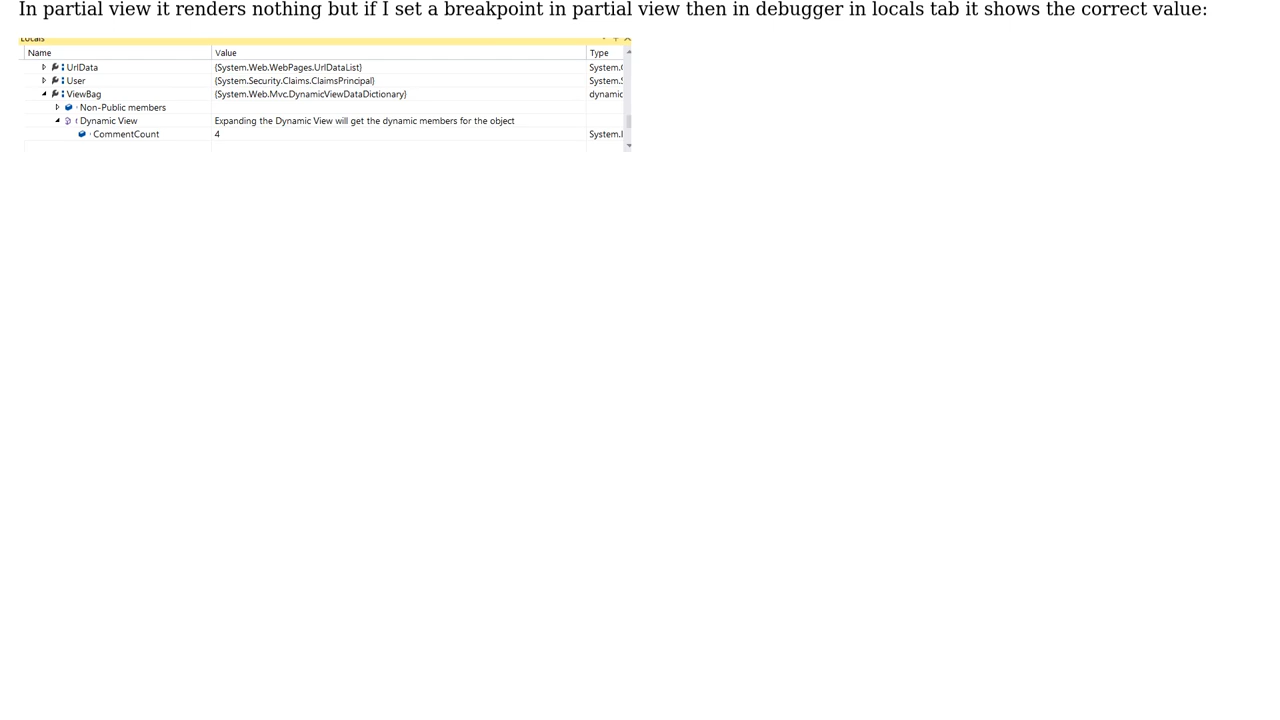 In partial view it renders nothing but if I set a breakpoint in partial view then in debugger in locals tab it shows the correct value:
Locals
Name Value Type
UrlData {System.Web.WebPages.UrlDataList} System.
User {System.Security.Claims.ClaimsPrincipal} System.
ViewBag {System.Web.Mvc.DynamicViewDataDictionary} dynamic
Non-Public members
Dynamic View Expanding the Dynamic View will get the dynamic members for the object
CommentCount 4 System.